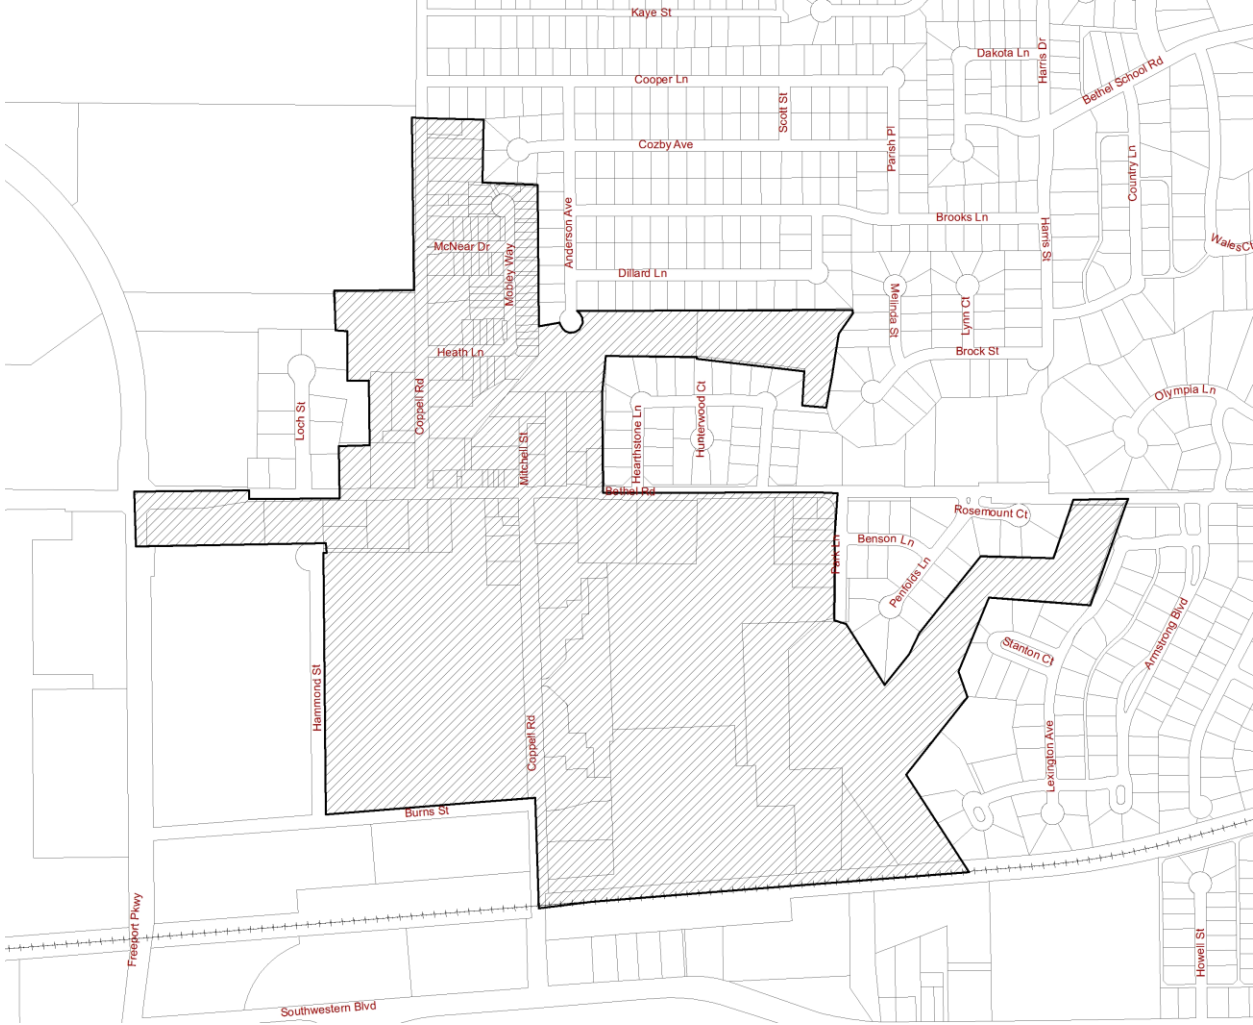 Kaye St
Dakota Ln
Harris Dr
Bethel School Rd
Cooper Ln
Scott St
Cozby Ave
Parish Pl
Country Ln
Anderson Ave
Brooks Ln
Harris St
McNear Dr
Mobley Way
Dillard Ln
Melinda St
Lynn Ct
Heath Ln
Brock St
Coppell Rd
Loch St
Olympia Ln
Hearthstone Ln
Hunterwood Ct
Mitchell St
Bethel Rd
Rosemount Ct
Park Ln
Benson Ln
Penfolds Ln
Armstrong Blvd
Stanton Ct
Hammond St
Coppell Rd
Lexington Ave
Burns St
Freeport Pkwy
Howell St
Southwestern Blvd